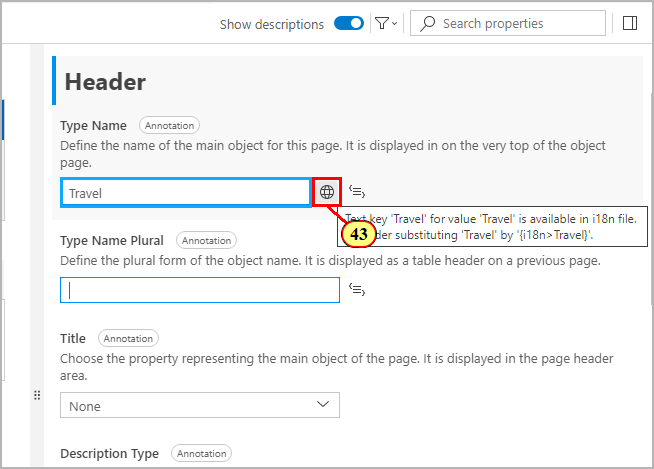 Show descriptions
Search properties
Header
Type Name Annotation
Define the name of the main object for this page. It is displayed in on the very top of the object
page.
Travel
Text key 'Travel' for value 'Travel' is available in i18n file.
substituting 'Travel' by '{i18n>Travel}'.
43
Type Name Plural Annotation
Define the plural form of the object name. It is displayed as a table header on a previous page.
Title Annotation
Choose the property representing the main object of the page. It is displayed in the page header
area.
None
Description Type Annotation